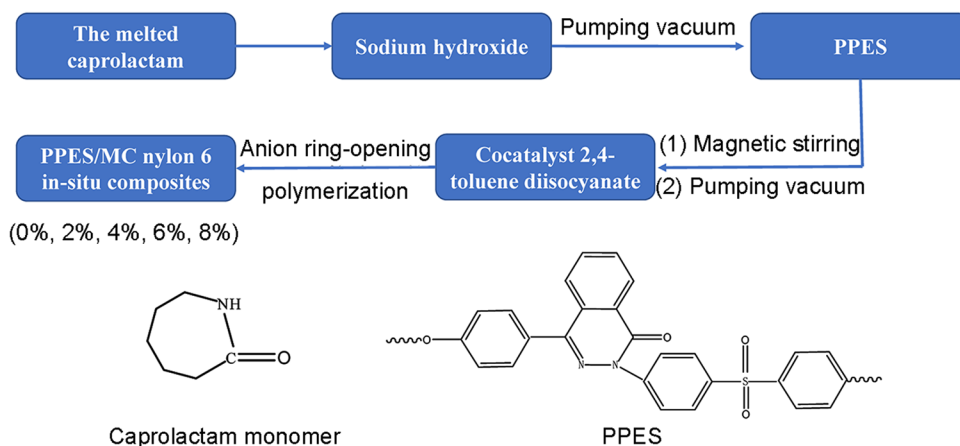 The melted
caprolactam
Sodium hydroxide
Pumping vacuum
PPES
(1) Magnetic stirring
(2) Pumping vacuum
Cocatalyst 2,4-
toluene diisocyanate
Anion ring-opening
polymerization
PPES/MC nylon 6
in-situ composites
(0%, 2%, 4%, 6%, 8%)
NH
C
O
Caprolactam monomer
O
O
N
N
O
S
O
PPES